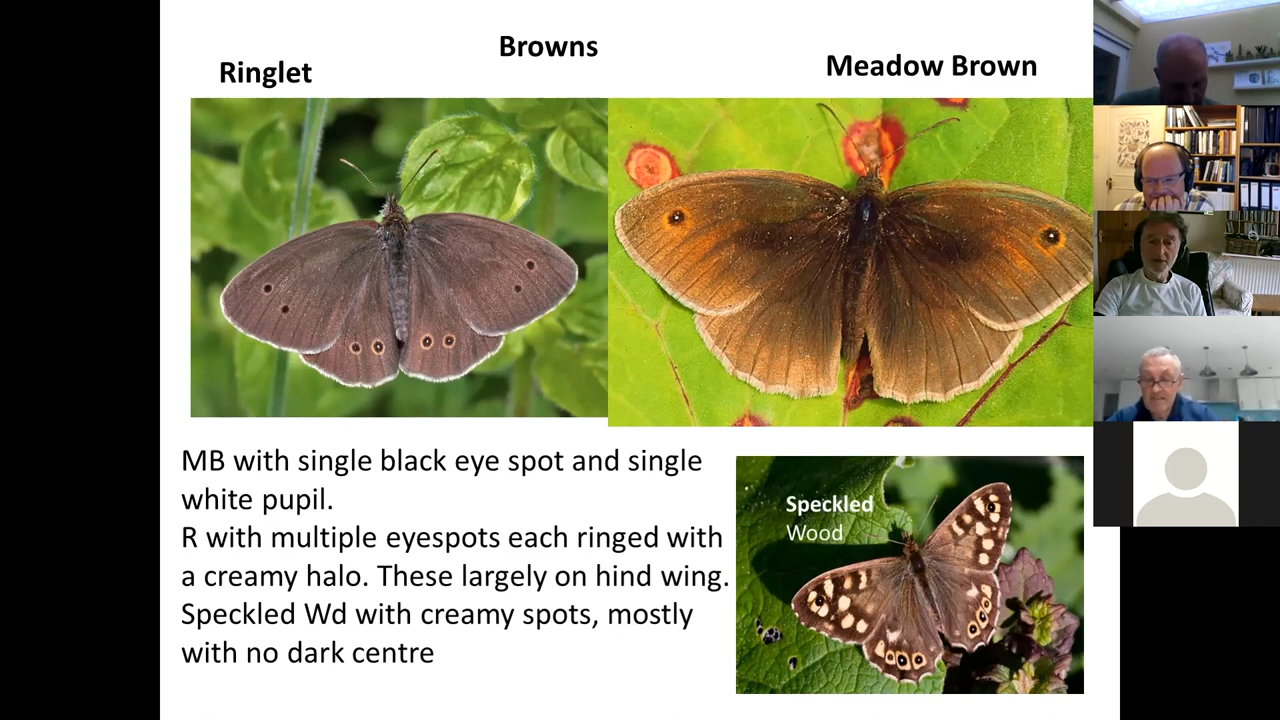 Browns
Ringlet
Meadow Brown
MB with single black eye spot and single
white pupil.
R with multiple eyespots each ringed with
a creamy halo. These largely on hind wing.
Speckled Wd with creamy spots, mostly
with no dark centre
Speckled
Wood